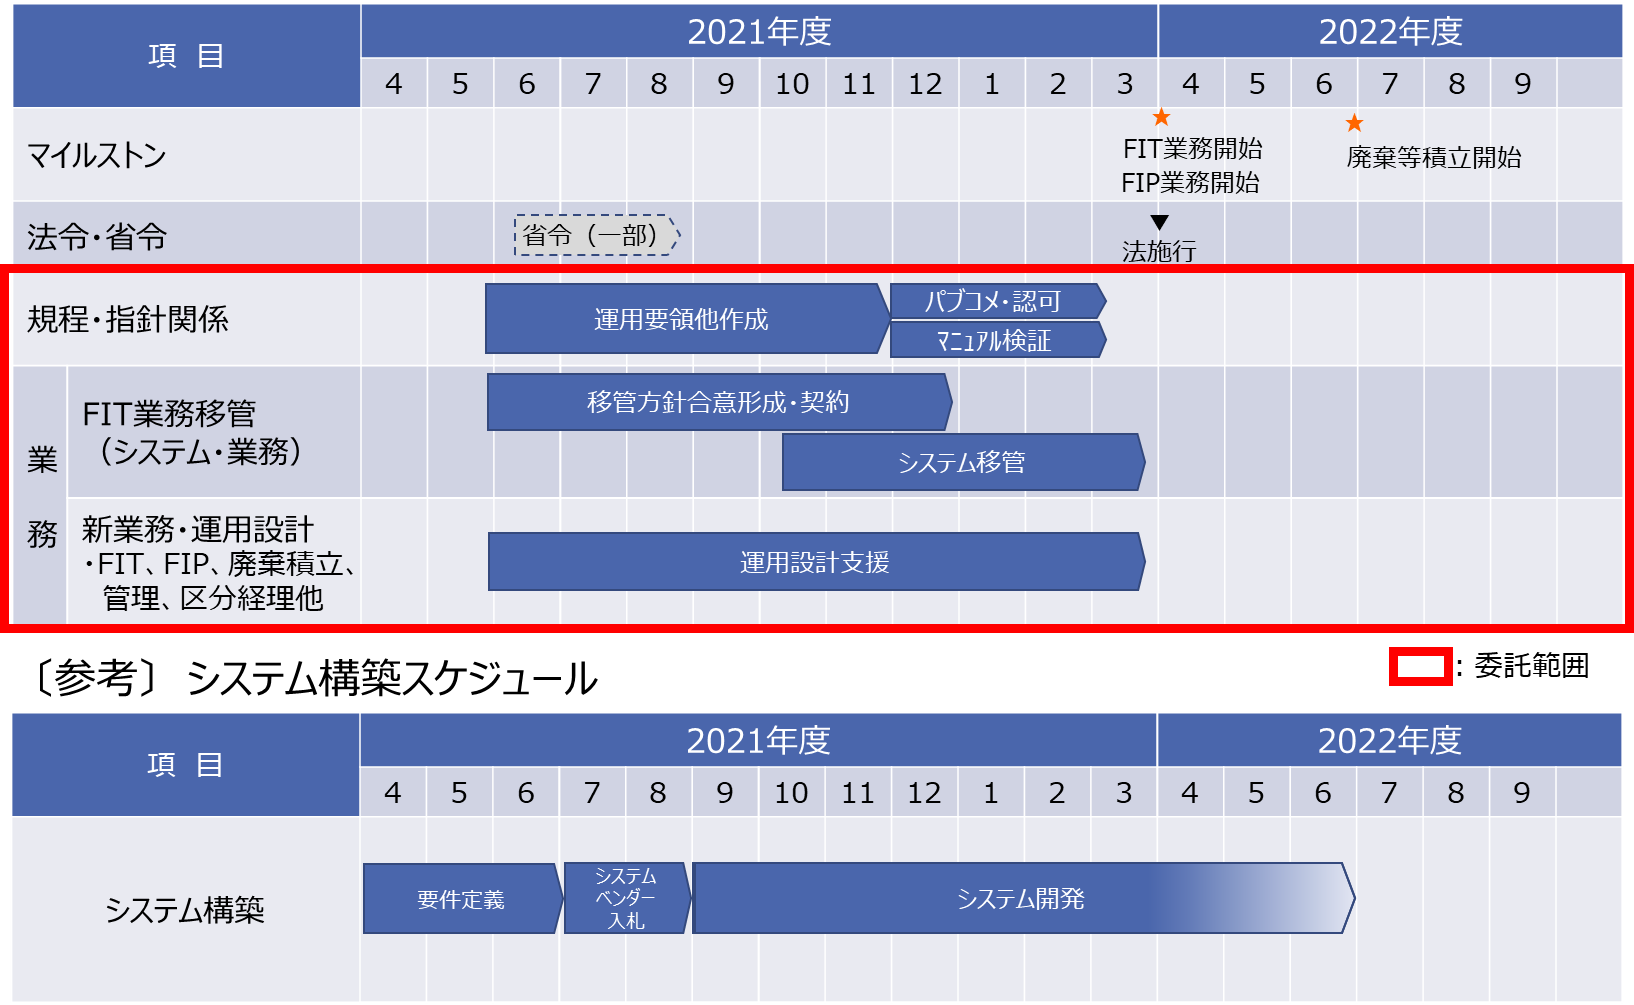 項 目
2021年度
2022年度
4 5 6 7 8 9 10 11 12 1 2 3 4 5 6 7 8 9
マイルストン
FIT業務開始
FIP業務開始
廃棄等積立開始
法令・省令
省令（一部）
法施行
規程・指針関係
運用要領他作成
パブコメ・認可
ﾏﾆｭｱﾙ検証
業
務
FIT業務移管
（システム・業務）
移管方針合意形成・契約
システム移管
新業務・運用設計
・FIT、FIP、廃棄積立、
管理、区分経理他
運用設計支援
〔参考〕システム構築スケジュール
：委託範囲
項 目
2021年度
2022年度
4 5 6 7 8 9 10 11 12 1 2 3 4 5 6 7 8 9
システム構築
要件定義
システム
ベンダー
入札
システム開発